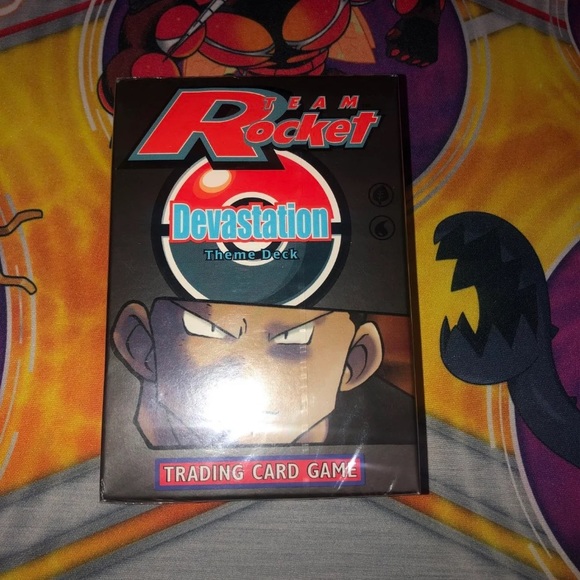 TEAM
Rocket
Devastation
Theme Deck
TRADING CARD GAME